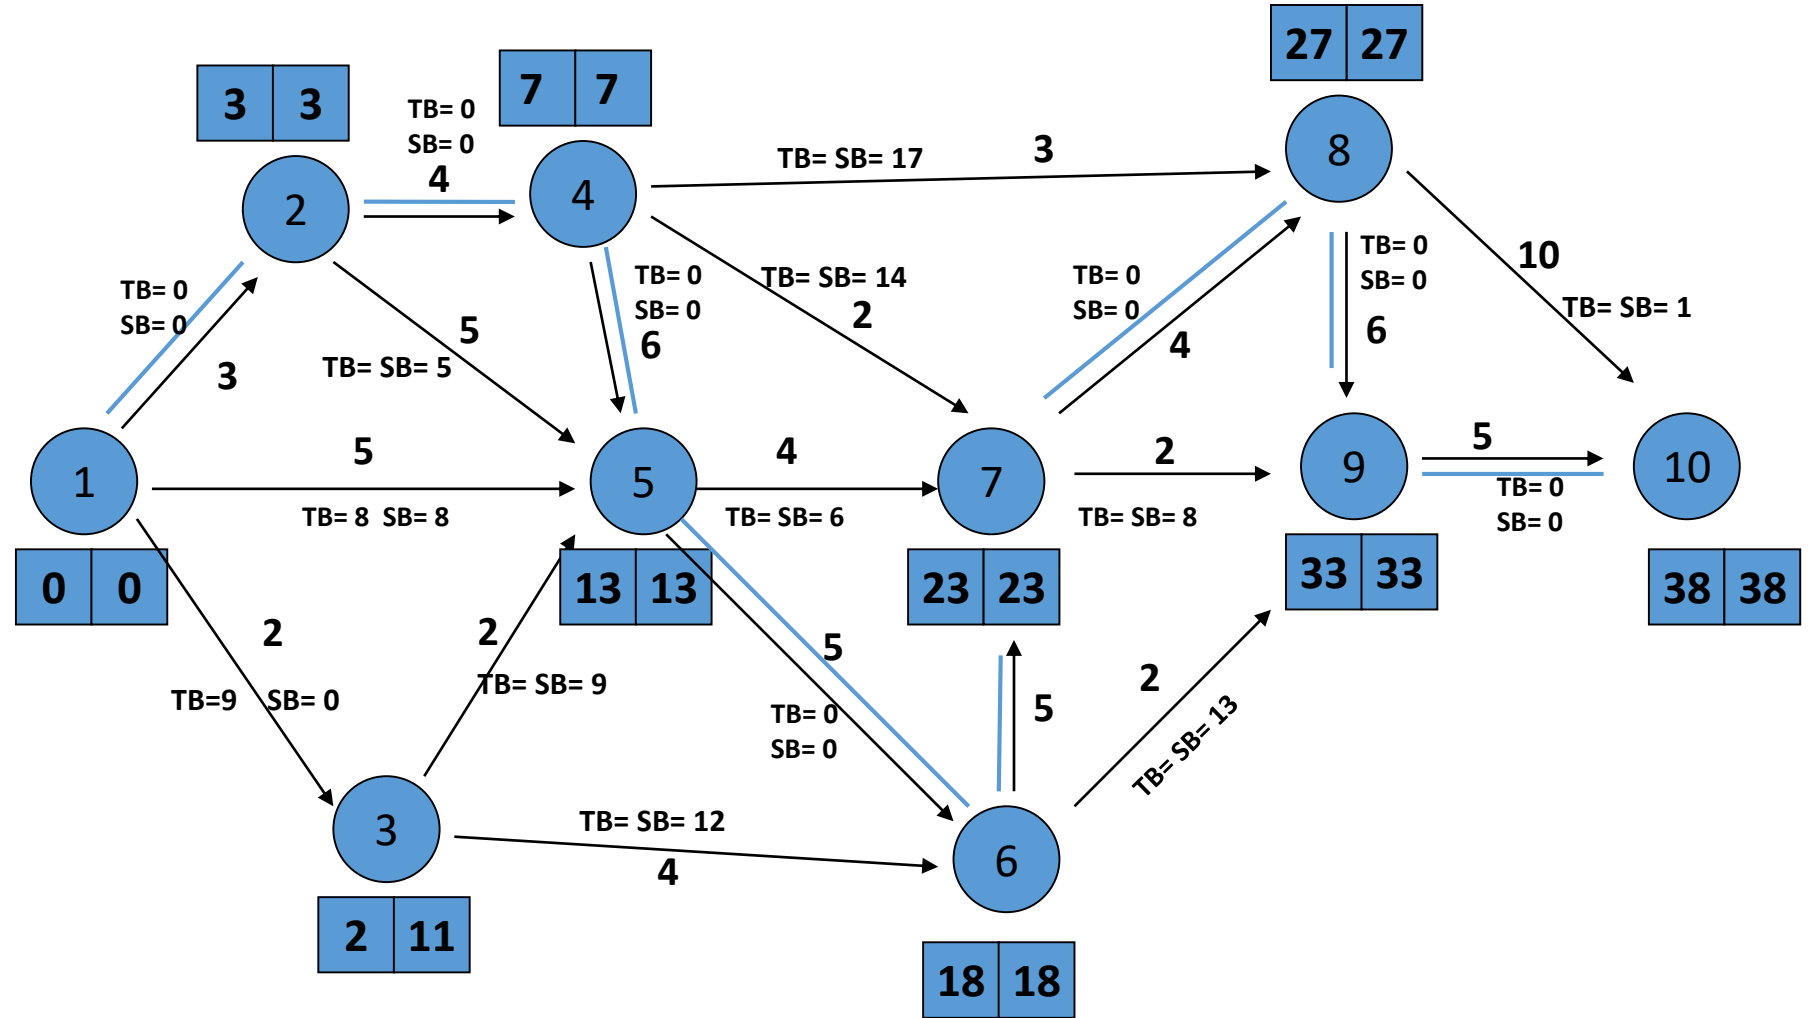 27 27
7 7
3 3
TB= 0
SB= 0
4
8
3
TB= SB= 17
4
2
TB= 0
SB= 0
10
TB= SB= 1
TB= 0
SB= 0
TB= SB= 14
2
TB= 0
SB= 0
TB= 0
SB= 0
6
5
TB= SB= 5
6
4
3
5
4
2
5
1
5
7
9
10
TB= 8 SB= 8
TB= SB= 6
TB= SB= 8
TB= 0
SB= 0
0 0
13 13
23 23
33 33
38 38
2
2
5
TB=9 SB= 0
TB= SB= 9
TB= 0
SB= 0
5
2
TB= SB= 13
3
TB= SB= 12
4
6
2 11
18 18